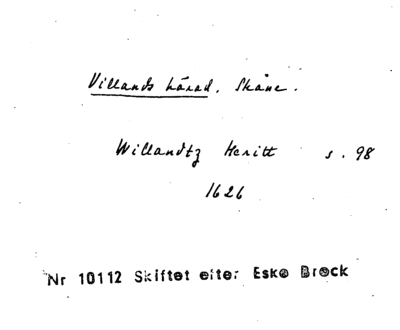 Villands härad. Skåne.
Willandtz Heritt s. 98
1626
Nr 10112 Skiftet efter Eske Brock